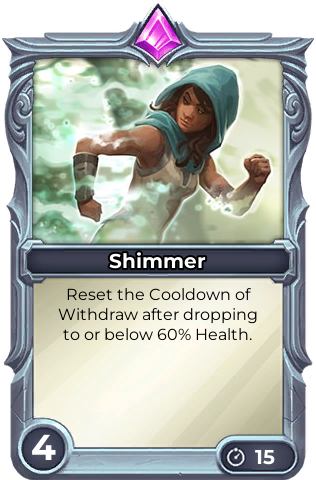 Shimmer
Reset the Cooldown of
Withdraw after dropping
to or below 60% Health.
4
15